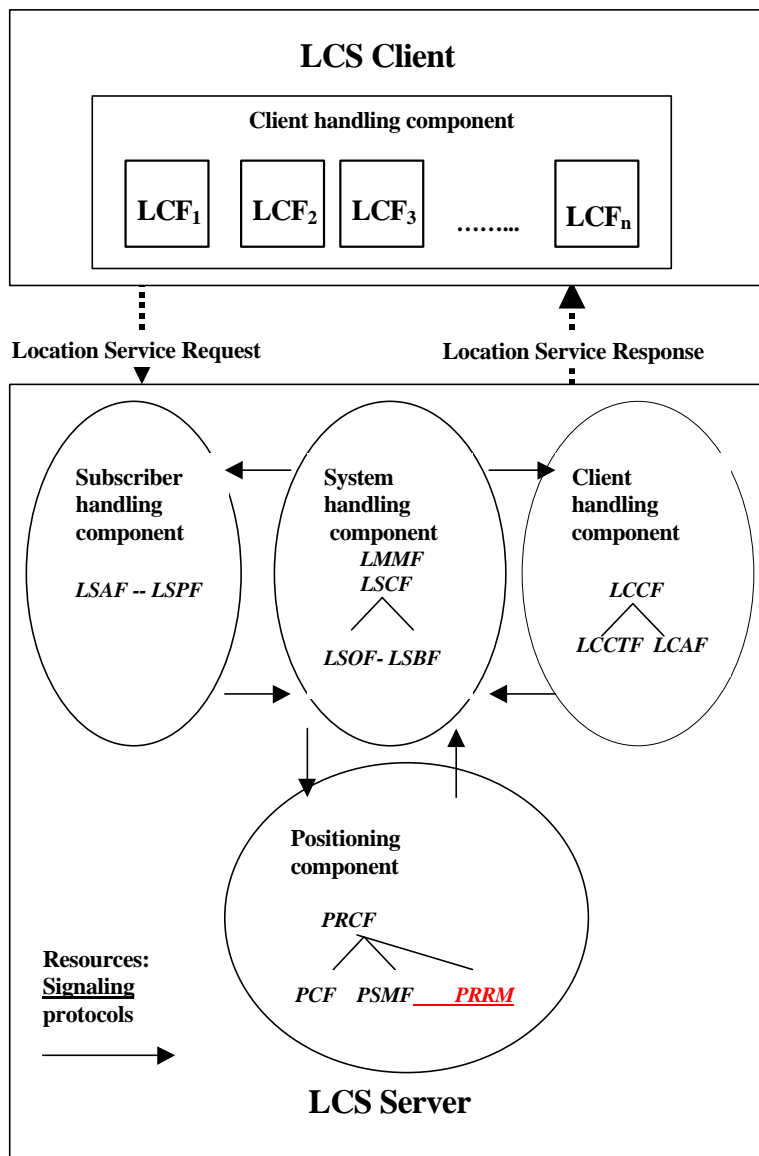 LCS Client
Client handling component
LCF1 LCF2 LCF3 ……... LCFn
Location Service Request
Location Service Response
Subscriber
handling
component
LSAF -- LSPF
System
handling
component
LMMF
LSCF
LSOF- LSBF
Client
handling
component
LCCF
LCCTF LCAF
Positioning
component
PRCF
PCF PSMF PRRM
Resources:
Signaling
protocols
LCS Server